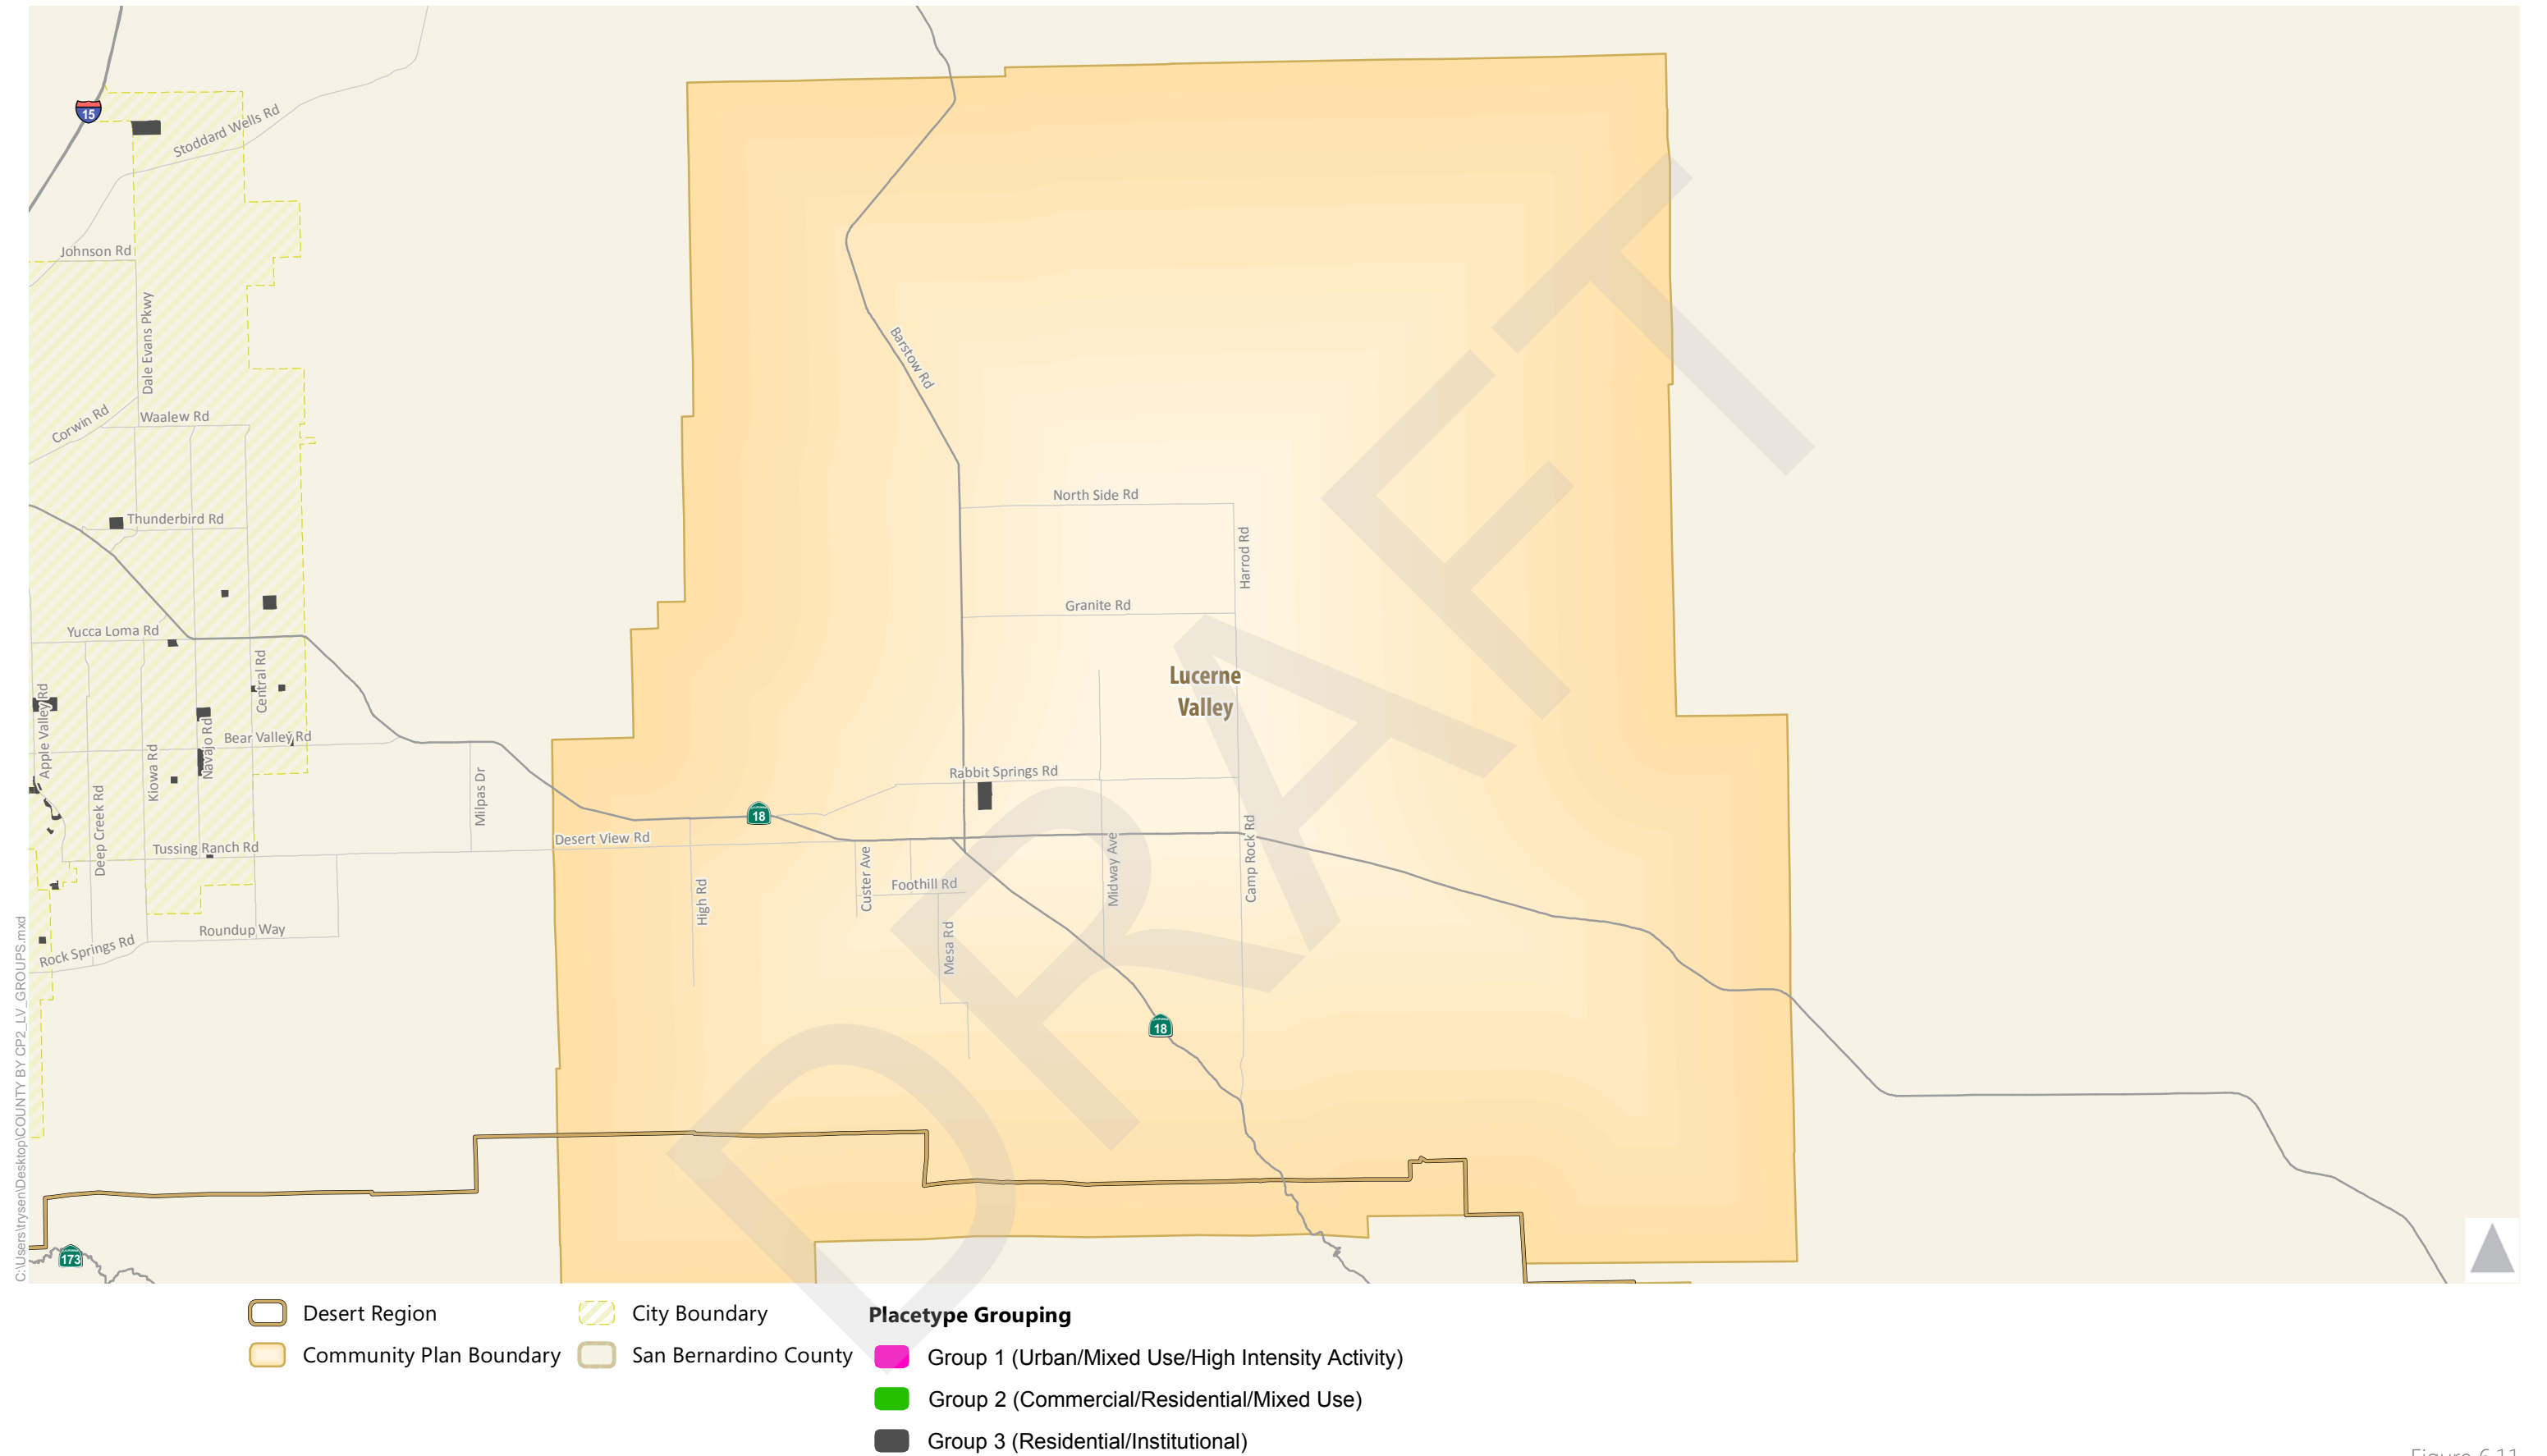 15
Stoddard Wells Rd
Johnson Rd
Dale Evans Pkwy
Barstow Rd
Corwin Rd
Waalew Rd
North Side Rd
Thunderbird Rd
Harrod Rd
Granite Rd
Yucca Loma Rd
Central Rd
Lucerne
Valley
Apple Valley Rd
Navajo Rd
Bear Valley Rd
Kiowa Rd
Milpas Dr
Rabbit Springs Rd
18
Deep Creek Rd
Desert View Rd
Tussing Ranch Rd
Custer Ave
Midway Ave
Camp Rock Rd
High Rd
Foothill Rd
Roundup Way
Mesa Rd
Rock Springs Rd
18
173
DRAFT
C:\Users\trysen\Desktop\COUNTY BY CP2_LV_GROUPS.mxd
Desert Region
Community Plan Boundary
City Boundary
San Bernardino County
Placetype Grouping
Group 1 (Urban/Mixed Use/High Intensity Activity)
Group 2 (Commercial/Residential/Mixed Use)
Group 3 (Residential/Institutional)
Figure 6.11